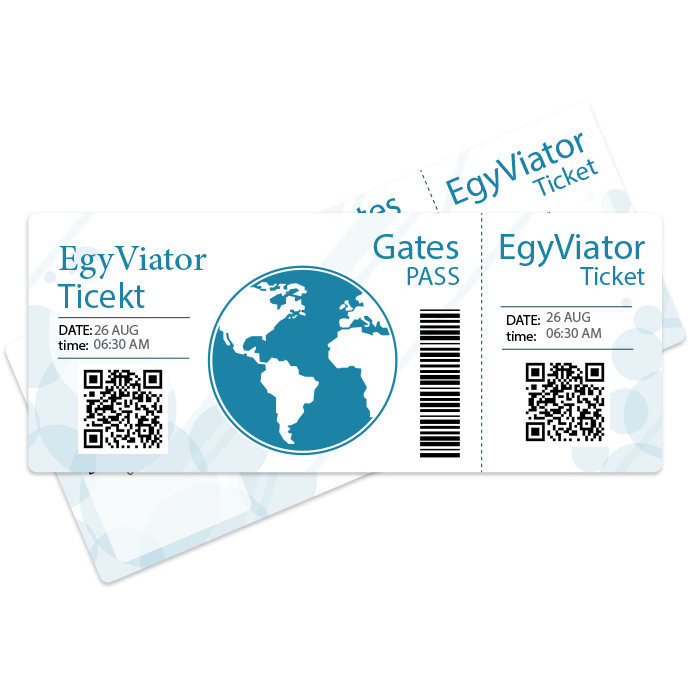 EgyViator
Ticket
tes
EgyViator
Ticekt
DATE: 26 AUG
time: 06:30 AM
Gates
PASS
EgyViator
Ticket
DATE: 26 AUG
time: 06:30 AM